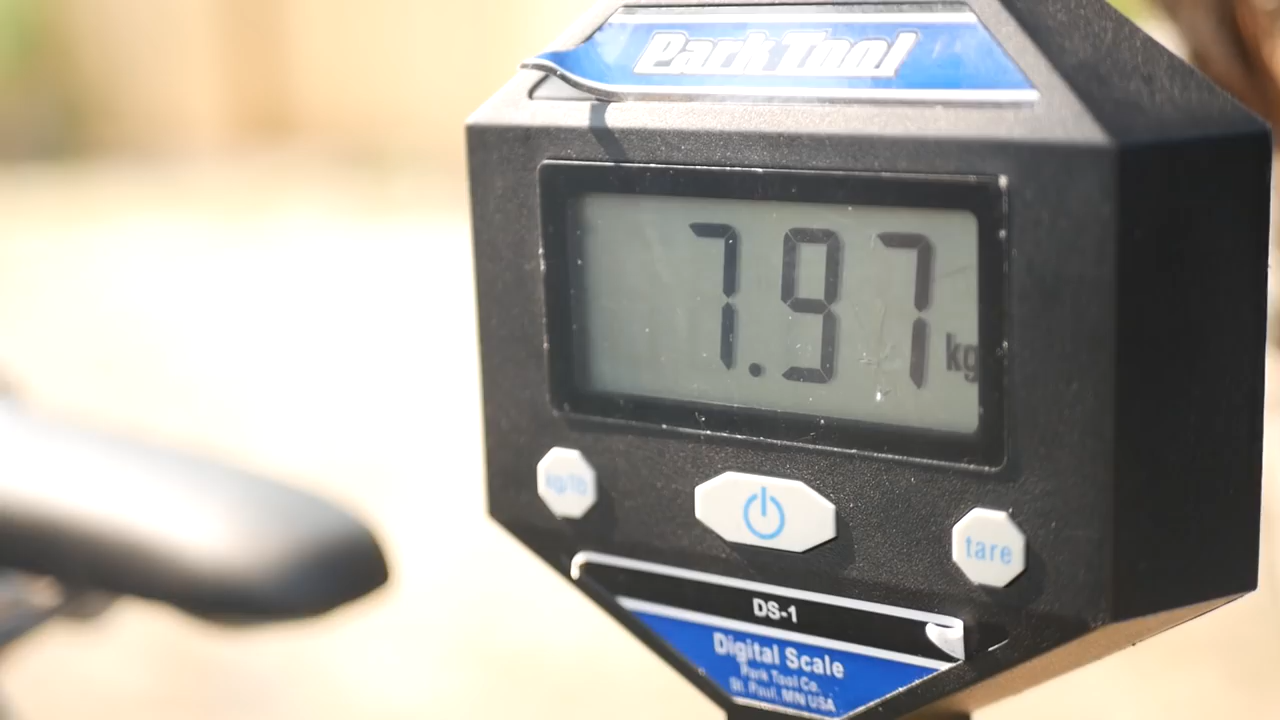 Park Tool
7.97 kg
kg/lb
tare
DS-1
Digital Scale
Park Tool Co.
St. Paul, MN USA